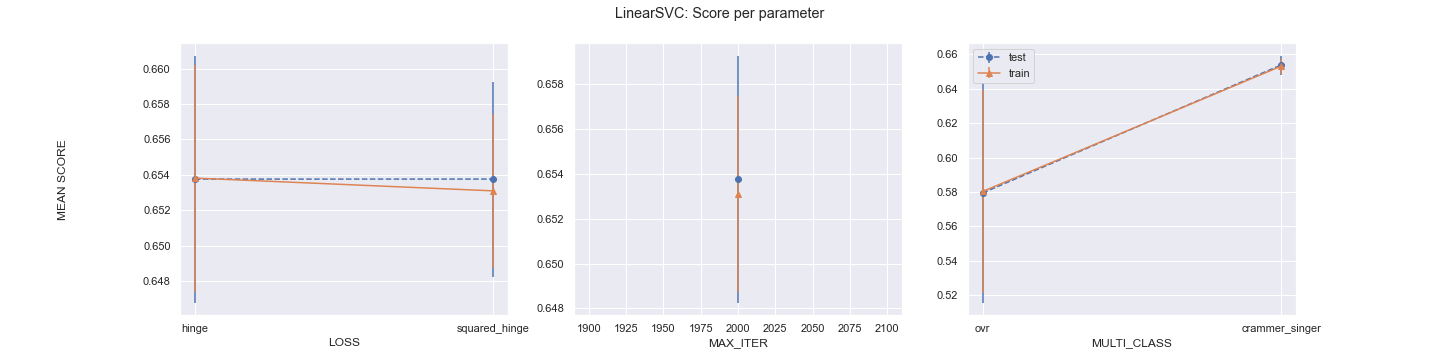 LinearSVC: Score per parameter
MEAN SCORE
0.660
0.658
0.656
0.654
0.652
0.650
0.648
hinge squared_hinge
LOSS
0.658
0.656
0.654
0.652
0.650
0.648
1900 1925 1950 1975 2000 2025 2050 2075 2100
MAX_ITER
test
train
0.66
0.64
0.62
0.60
0.58
0.56
0.54
0.52
ovr crammer_singer
MULTI_CLASS